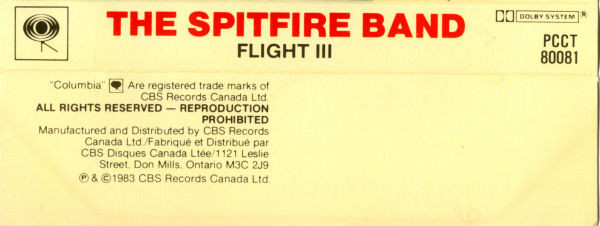 THE SPITFIRE BAND
FLIGHT III
DOLBY SYSTEM ®
PCCT
80081
"Columbia" Are registered trade marks of
CBS Records Canada Ltd.
ALL RIGHTS RESERVED — REPRODUCTION
PROHIBITED
Manufactured and Distributed by CBS Records
Canada Ltd./Fabriqué et Distribué par
CBS Disques Canada Ltée/1121 Leslie
Street, Don Mills, Ontario M3C 2J9
℗ & ©1983 CBS Records Canada Ltd.